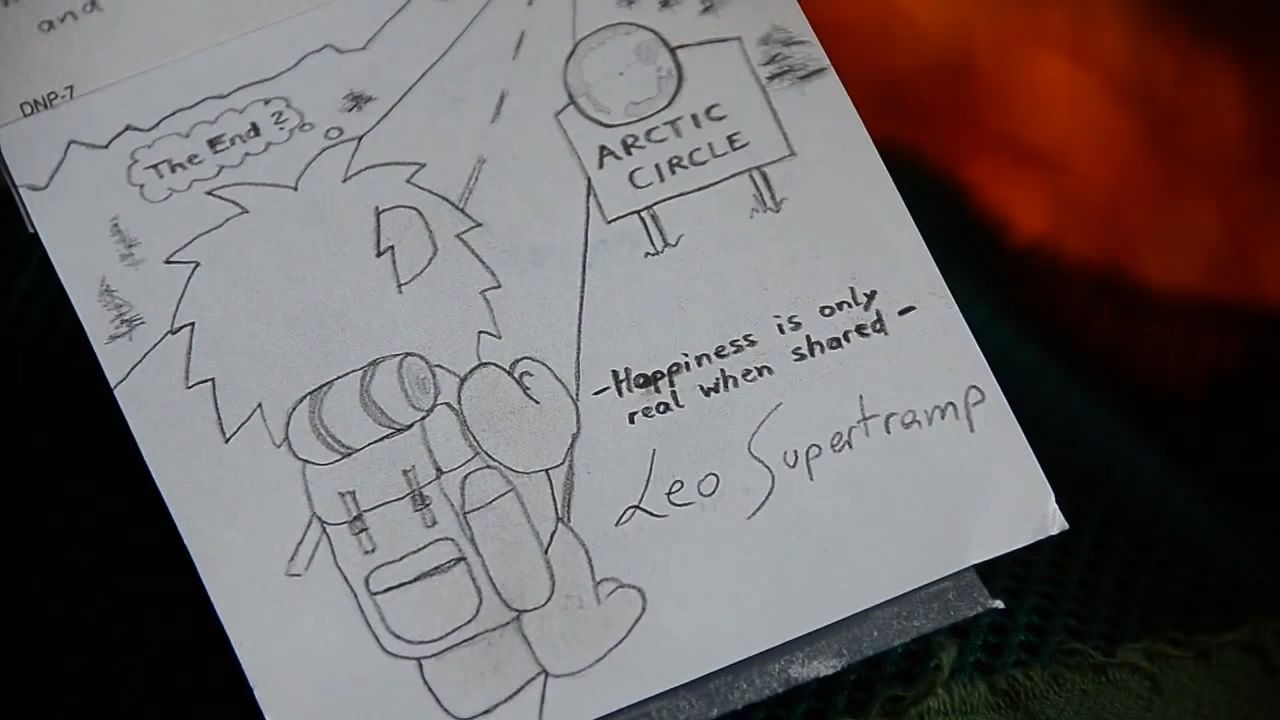 and
DNP-7
The End ?
ARCTIC
CIRCLE
-Happiness is only
real when shared-
Leo Supertramp